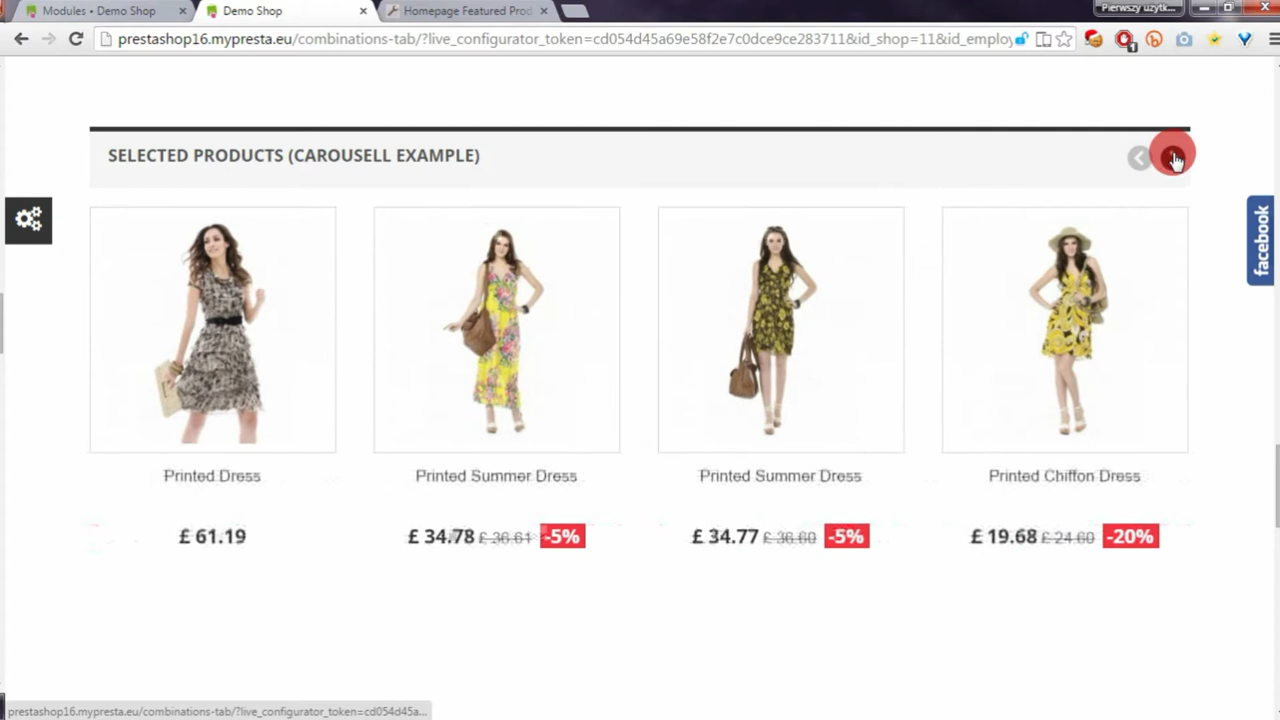 Modules • Demo Shop
Demo Shop
Homepage Featured Prod
Pierwszy użytk...
prestashop16.mypresta.eu/combinations-tab/?live_configurator_token=cd054d45a69e58f2e7c0dce9ce283711&id_shop=11&id_employ
1
SELECTED PRODUCTS (CAROUSELL EXAMPLE)
facebook
Printed Dress
Printed Summer Dress
Printed Summer Dress
Printed Chiffon Dress
£ 61.19
£ 34.78 £ 36.61 -5%
£ 34.77 £ 36.60 -5%
£ 19.68 £ 24.60 -20%
prestashop16.mypresta.eu/combinations-tab/?live_configurator_token=cd054d45a...